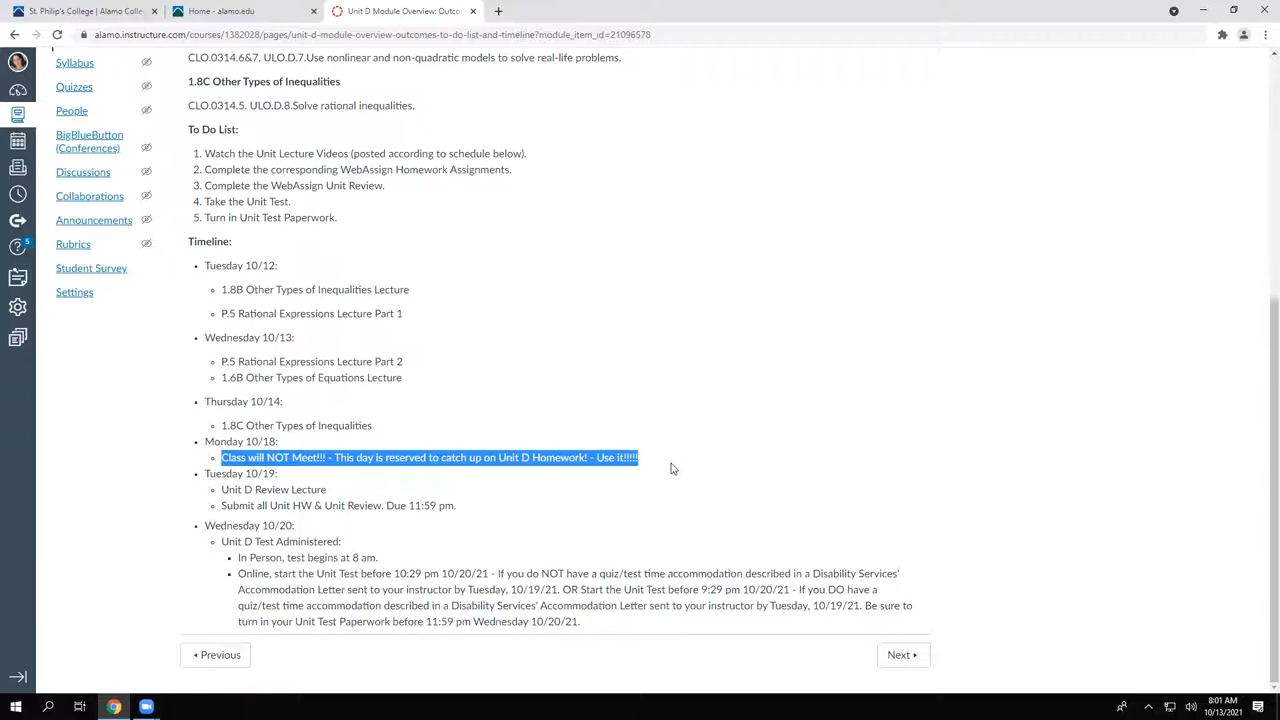 St. Philip's College | Alamo Colleg
Home - alamo.edu
Unit D Module Overview: Outcom
alamo.instructure.com/courses/1382028/pages/unit-d-module-overview-outcomes-to-do-list-and-timeline?module_item_id=21096578
Syllabus
Quizzes
People
BigBlueButton
(Conferences)
Discussions
Collaborations
Announcements
5
Rubrics
Student Survey
Settings
CLO.0314.6&7. ULO.D.7.Use nonlinear and non-quadratic models to solve real-life problems.
1.8C Other Types of Inequalities
CLO.0314.5. ULO.D.8.Solve rational inequalities.
To Do List:
1. Watch the Unit Lecture Videos (posted according to schedule below).
2. Complete the corresponding WebAssign Homework Assignments.
3. Complete the WebAssign Unit Review.
4. Take the Unit Test.
5. Turn in Unit Test Paperwork.
Timeline:
Tuesday 10/12:
1.8B Other Types of Inequalities Lecture
P.5 Rational Expressions Lecture Part 1
Wednesday 10/13:
P.5 Rational Expressions Lecture Part 2
1.6B Other Types of Equations Lecture
Thursday 10/14:
1.8C Other Types of Inequalities
Monday 10/18:
Class will NOT Meet!!! - This day is reserved to catch up on Unit D Homework! - Use it!!!!!
Tuesday 10/19:
Unit D Review Lecture
Submit all Unit HW & Unit Review. Due 11:59 pm.
Wednesday 10/20:
Unit D Test Administered:
In Person, test begins at 8 am.
Online, start the Unit Test before 10:29 pm 10/20/21 - If you do NOT have a quiz/test time accommodation described in a Disability Services'
Accommodation Letter sent to your instructor by Tuesday, 10/19/21. OR Start the Unit Test before 9:29 pm 10/20/21 - If you DO have a
quiz/test time accommodation described in a Disability Services' Accommodation Letter sent to your instructor by Tuesday, 10/19/21. Be sure to
turn in your Unit Test Paperwork before 11:59 pm Wednesday 10/20/21.
Previous
Next
8:01 AM
10/13/2021